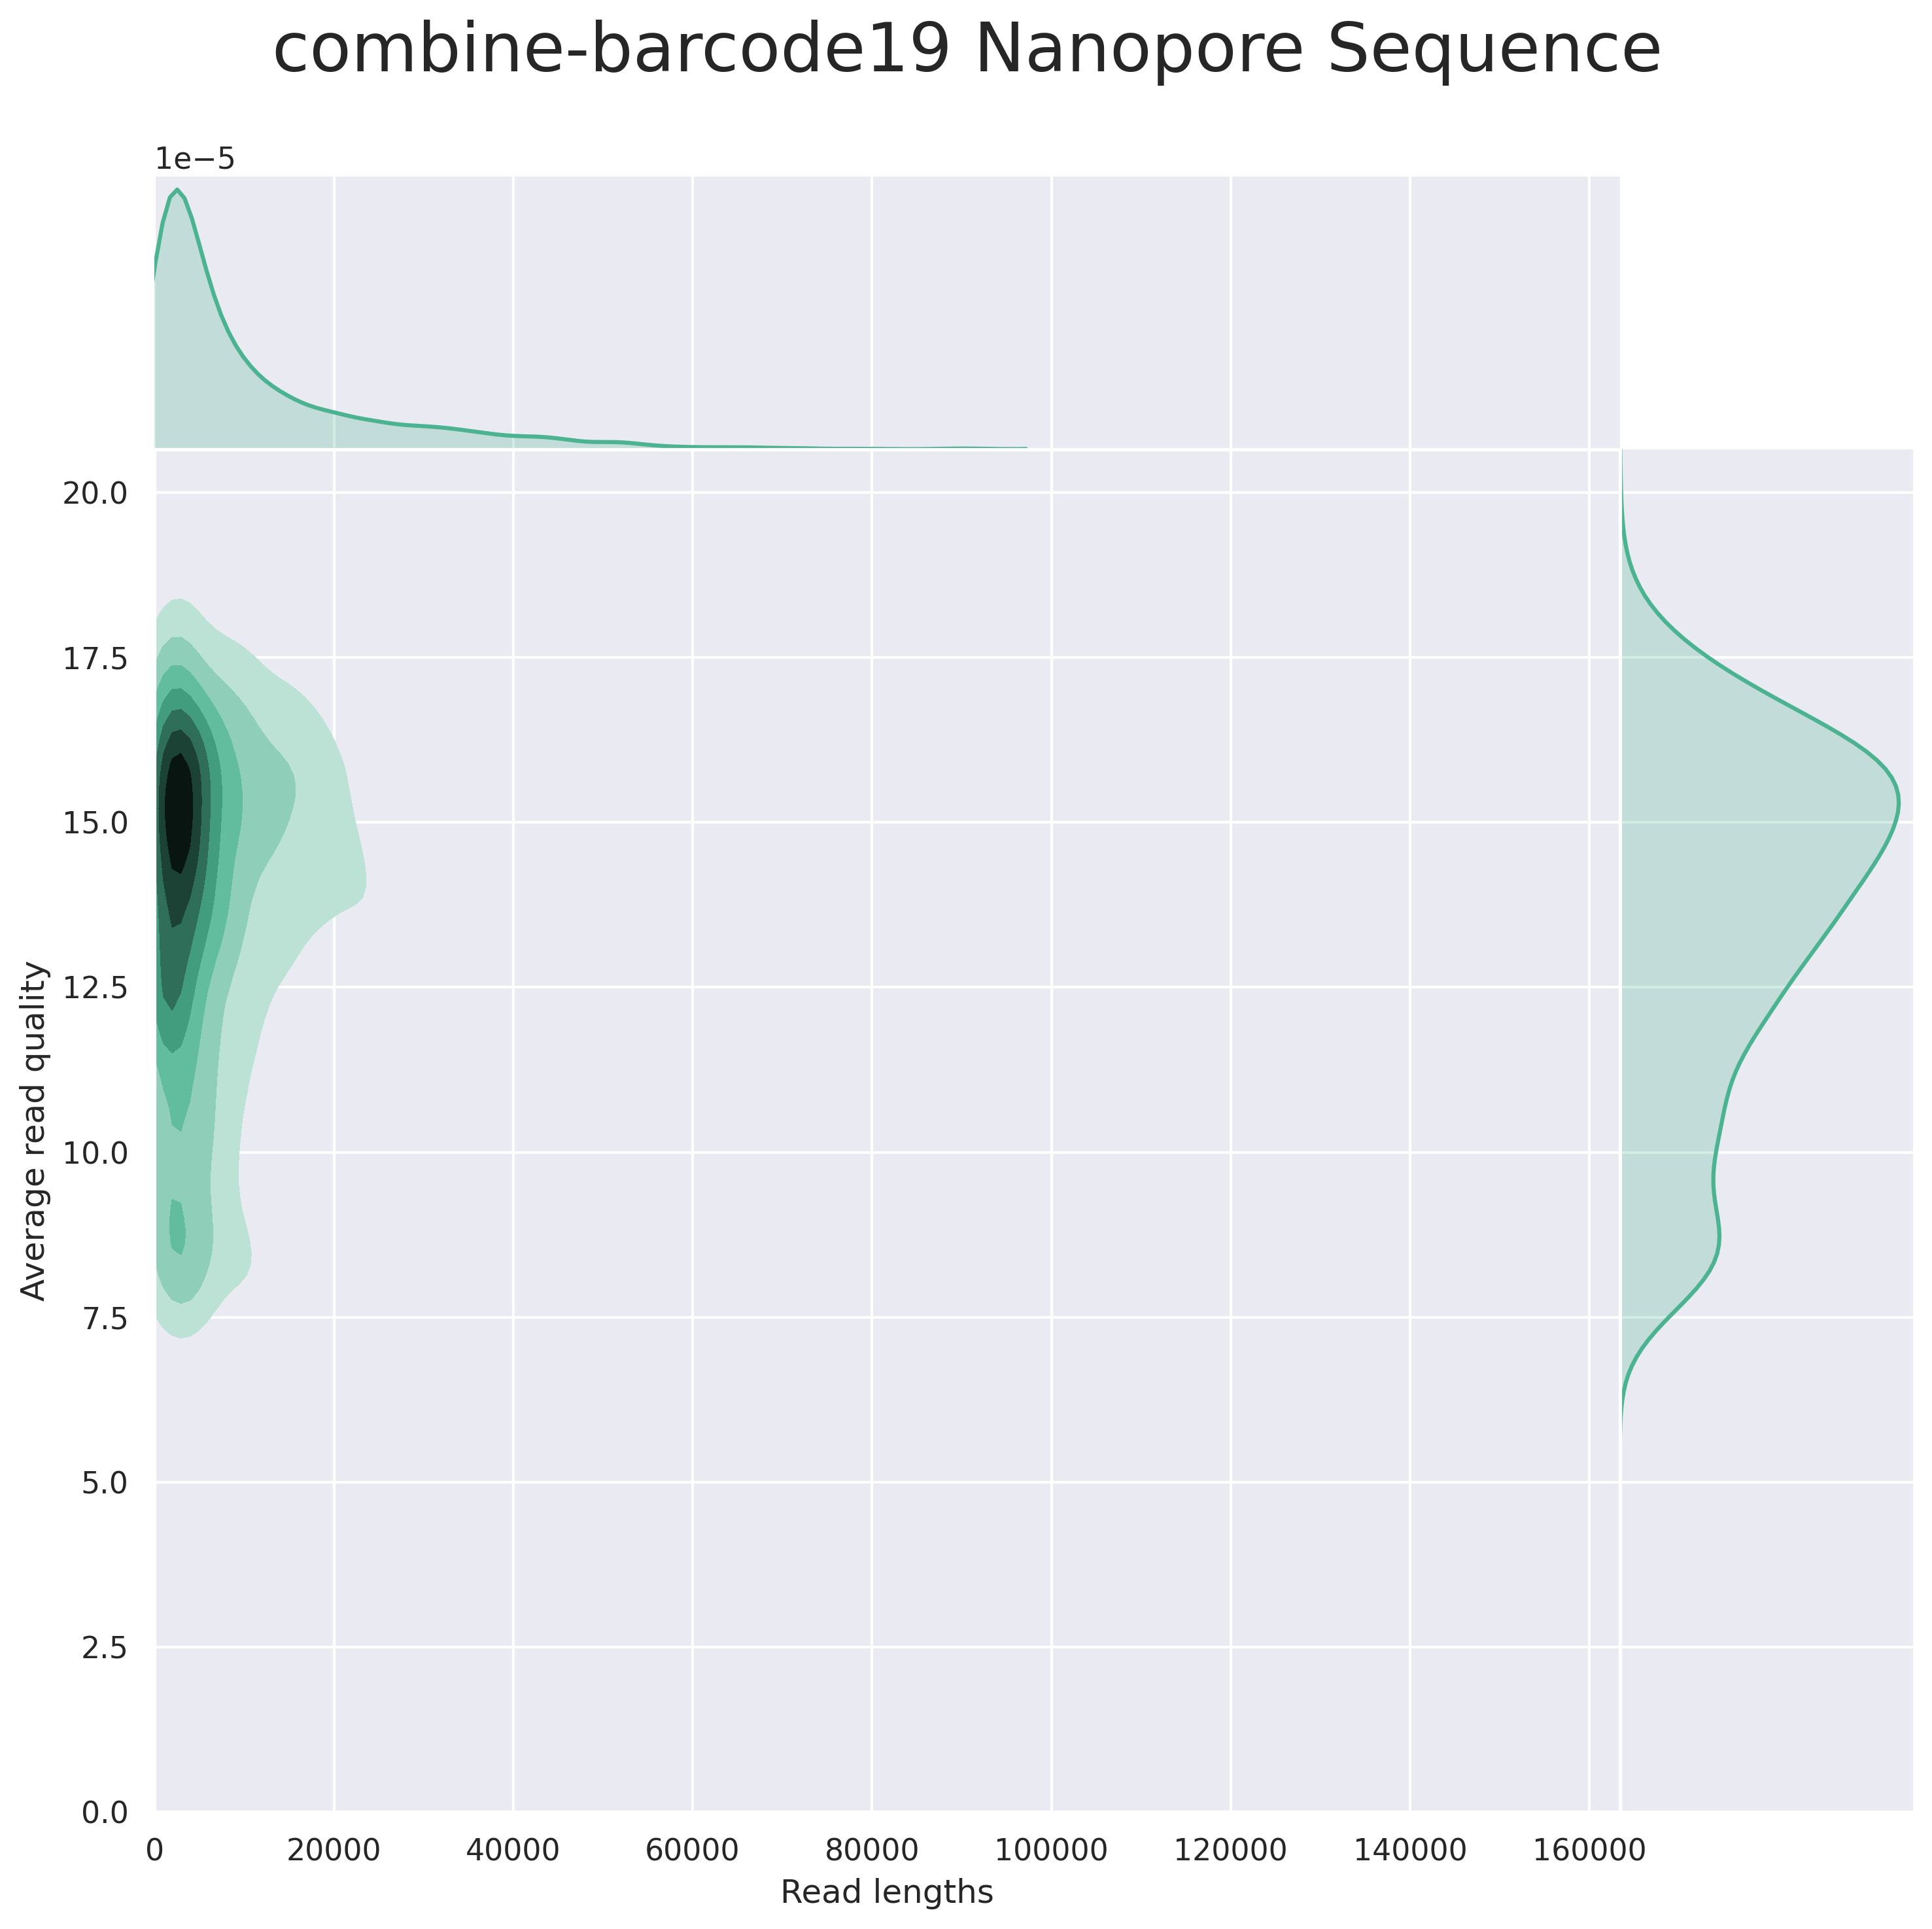 combine-barcode19 Nanopore Sequence
1e−5
20.0
17.5
15.0
12.5
10.0
7.5
5.0
2.5
0.0
Average read quality
0 20000 40000 60000 80000 100000 120000 140000 160000
Read lengths